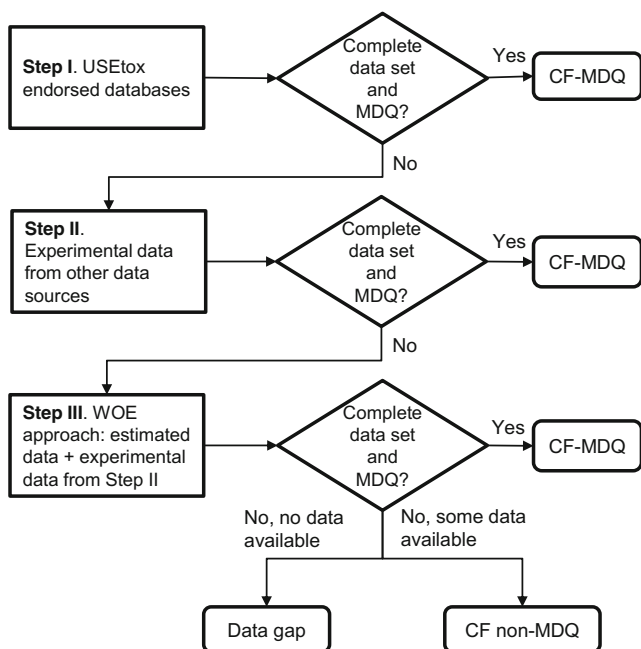 Step I. USEtox
endorsed databases
Complete
data set
and
MDQ?
Yes
CF-MDQ
No
Step II.
Experimental data
from other data
sources
Complete
data set
and
MDQ?
Yes
CF-MDQ
No
Step III. WOE
approach: estimated
data + experimental
data from Step II
Complete
data set
and
MDQ?
Yes
CF-MDQ
No, no data
available
No, some data
available
Data gap
CF non-MDQ